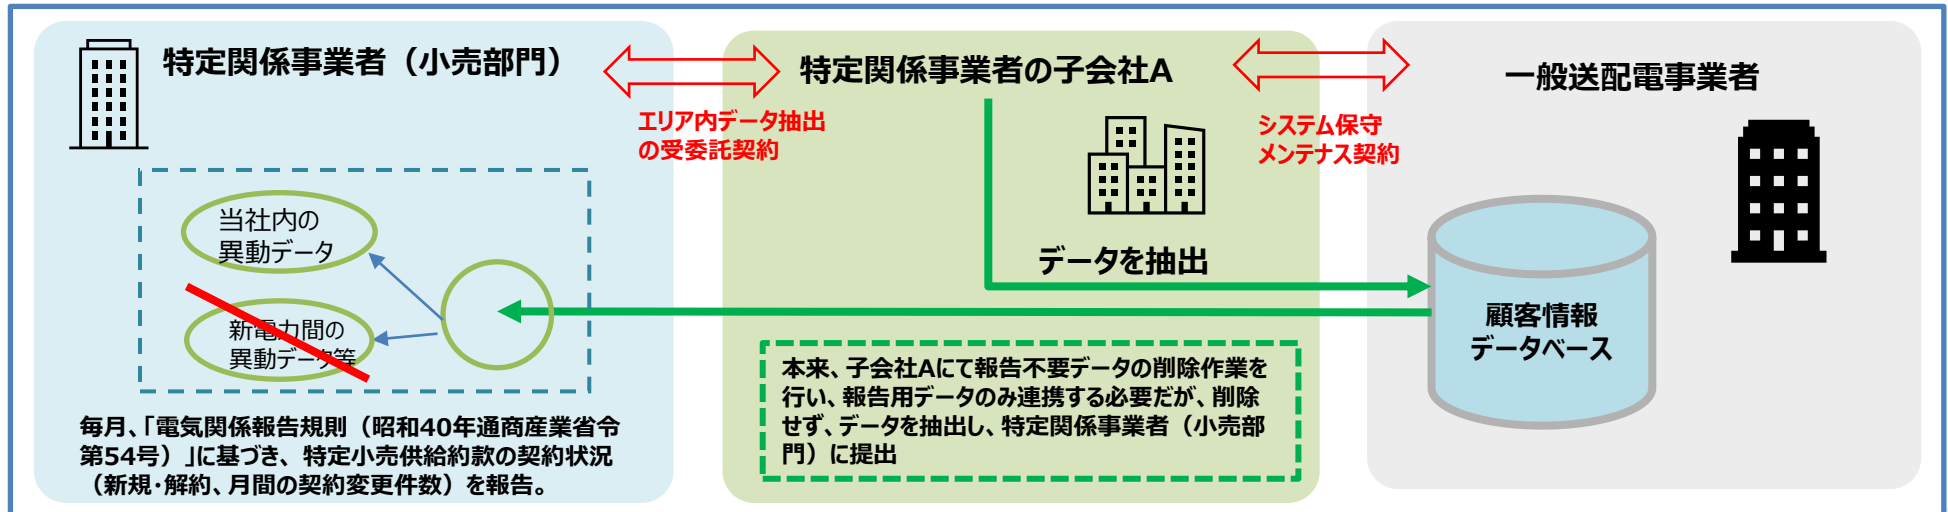 特定関係事業者（小売部門）
エリア内データ抽出
の受委託契約
当社内の
異動データ
新電力間の
異動データ等
毎月、「電気関係報告規則（昭和40年通商産業省令
第54号）」に基づき、特定小売供給約款の契約状況
（新規・解約、月間の契約変更件数）を報告。
特定関係事業者の子会社A
データを抽出
本来、子会社Aにて報告不要データの削除作業を
行い、報告用データのみ連携する必要だが、削除
せず、データを抽出し、特定関係事業者（小売部
門）に提出
システム保守
メンテナス契約
一般送配電事業者
顧客情報
データベース